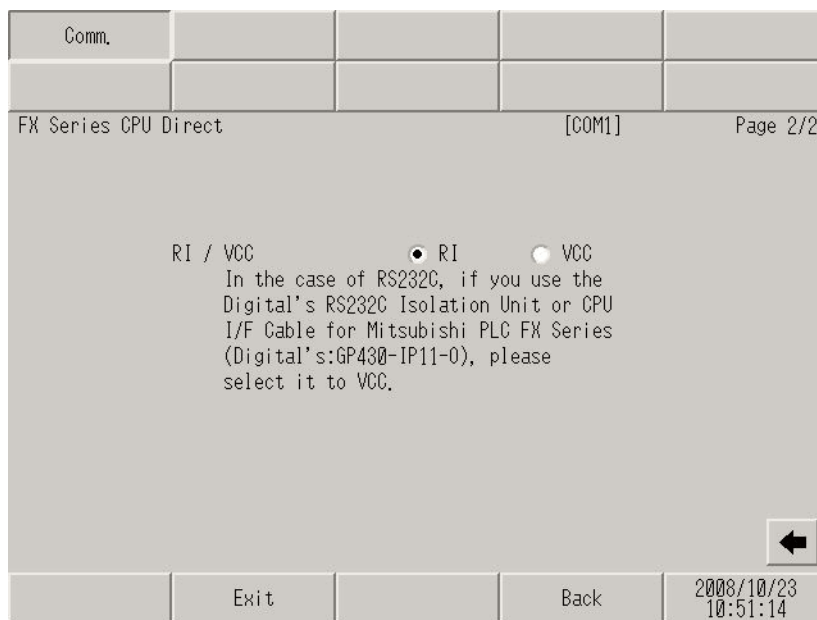 Comm.
FX Series CPU Direct [COM1] Page 2/2
RI / VCC RI VCC
In the case of RS232C, if you use the
Digital's RS232C Isolation Unit or CPU
I/F Cable for Mitsubishi PLC FX Series
(Digital's:GP430-IP11-O), please
select it to VCC.
Exit Back 2008/10/23
10:51:14